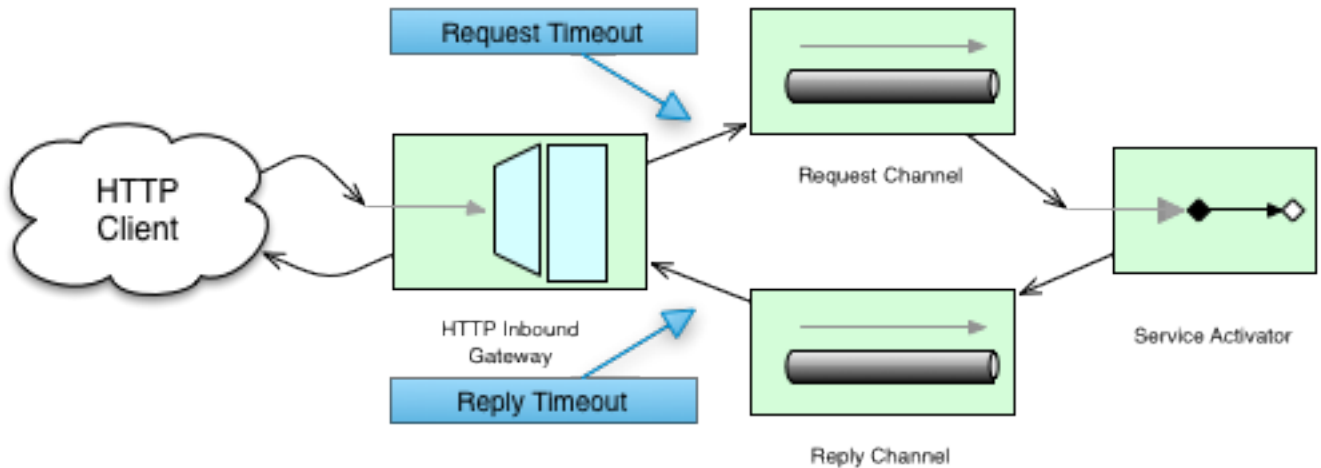 Request Timeout
HTTP
Client
Request Channel
HTTP Inbound
Gateway
Service Activator
Reply Timeout
Reply Channel